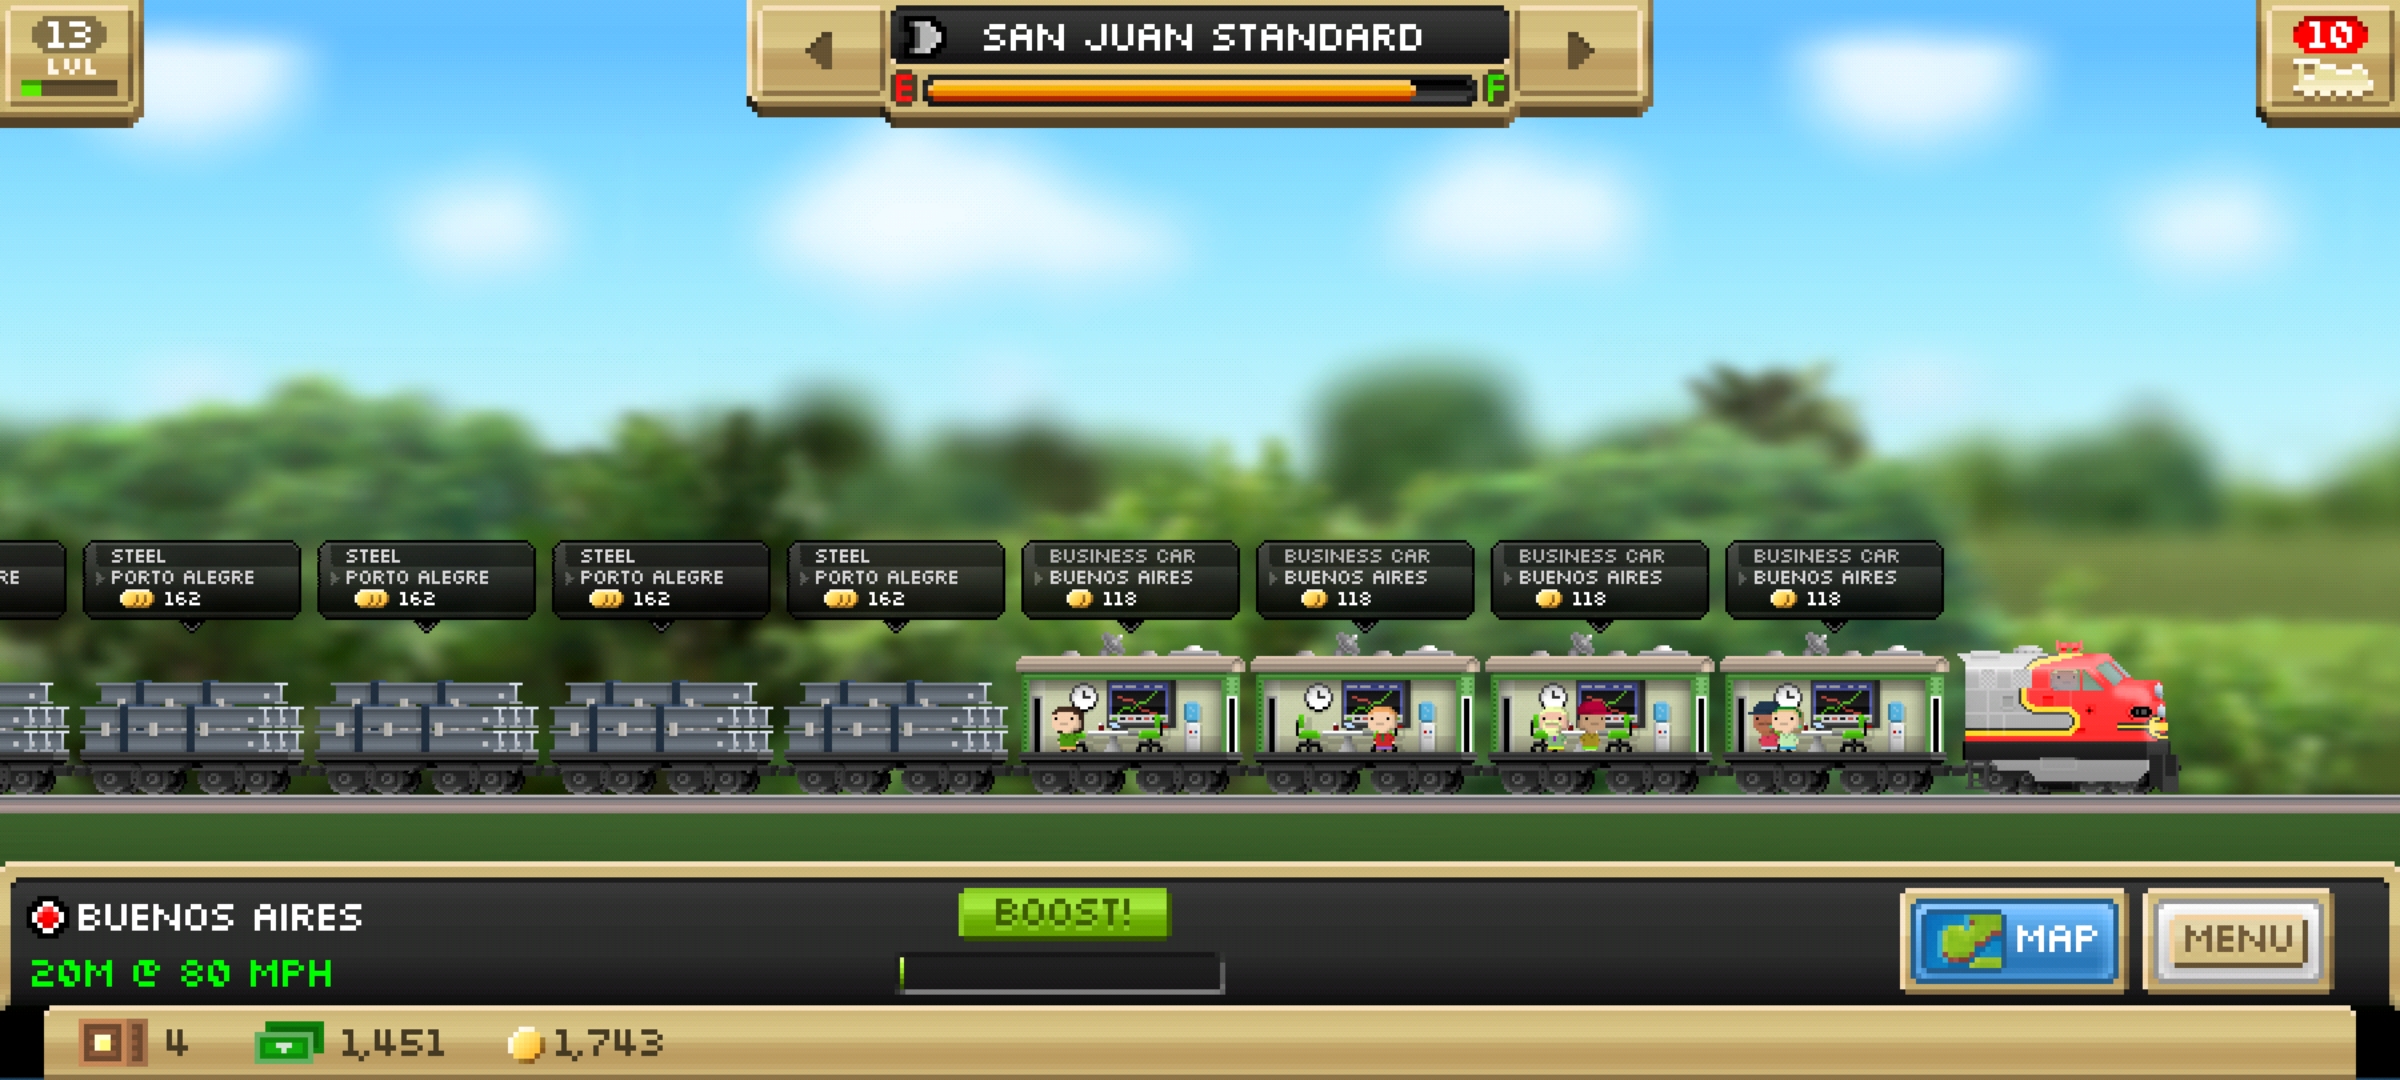 13
LVL
SAN JUAN STANDARD
E F
10
RE
STEEL
PORTO ALEGRE
162
STEEL
PORTO ALEGRE
162
STEEL
PORTO ALEGRE
162
STEEL
PORTO ALEGRE
162
BUSINESS CAR
BUENOS AIRES
118
BUSINESS CAR
BUENOS AIRES
118
BUSINESS CAR
BUENOS AIRES
118
BUSINESS CAR
BUENOS AIRES
118
BUENOS AIRES
20M @ 80 MPH
BOOST!
MAP
MENU
4
1,451
1,743